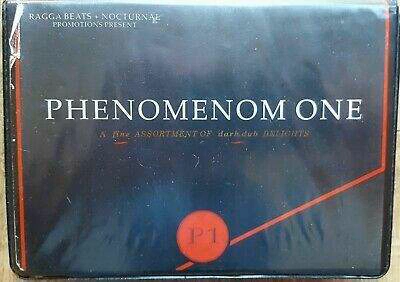 RAGGA BEATS + NOCTURNAL
PROMOTIONS PRESENT
PHENOMENOM ONE
A fine ASSORTMENT OF dark dub DELIGHTS
P1